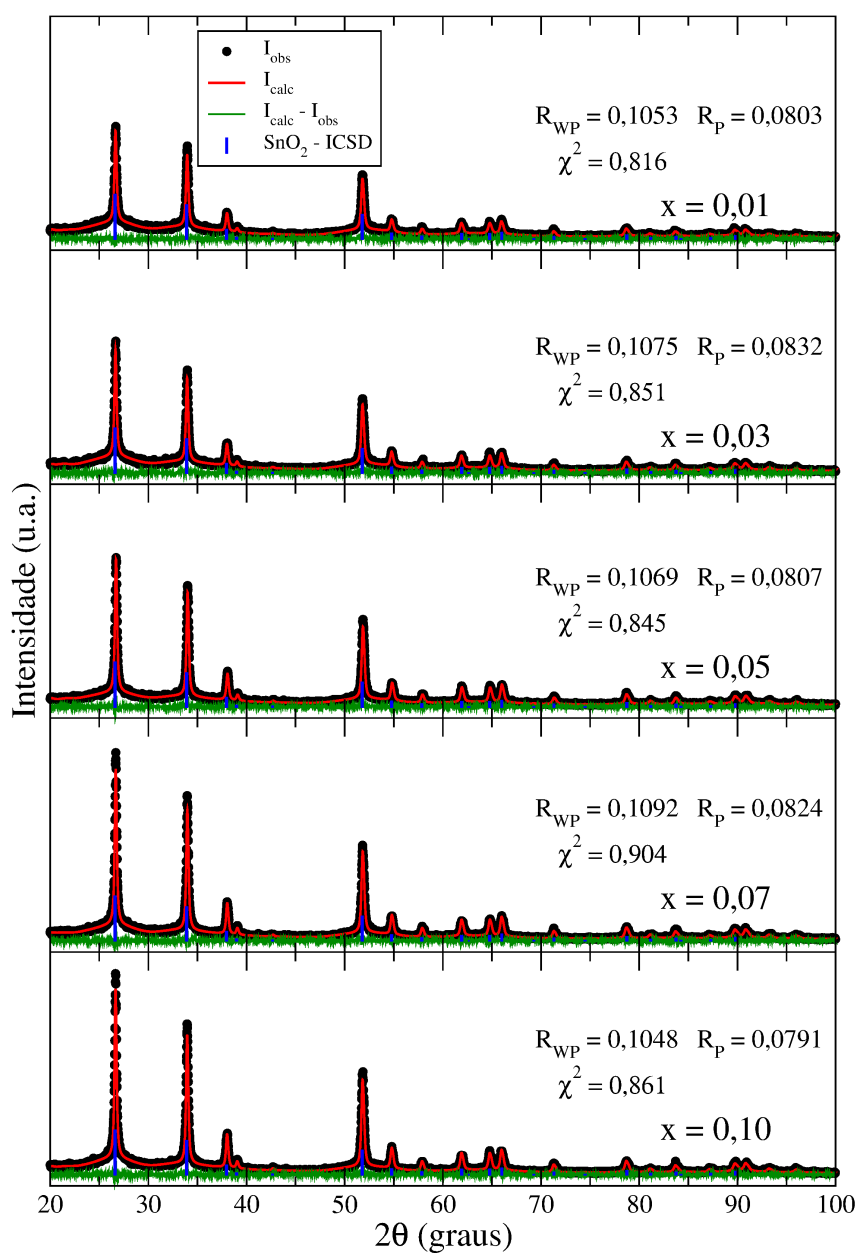 I_obs
I_calc
I_calc - I_obs
SnO_2 - ICSD
R_WP = 0,1053 R_P = 0,0803
χ^2 = 0,816
x = 0,01
R_WP = 0,1075 R_P = 0,0832
χ^2 = 0,851
x = 0,03
R_WP = 0,1069 R_P = 0,0807
χ^2 = 0,845
x = 0,05
R_WP = 0,1092 R_P = 0,0824
χ^2 = 0,904
x = 0,07
R_WP = 0,1048 R_P = 0,0791
χ^2 = 0,861
x = 0,10
Intensidade (u.a.)
20 30 40 50 60 70 80 90 100
2θ (graus)